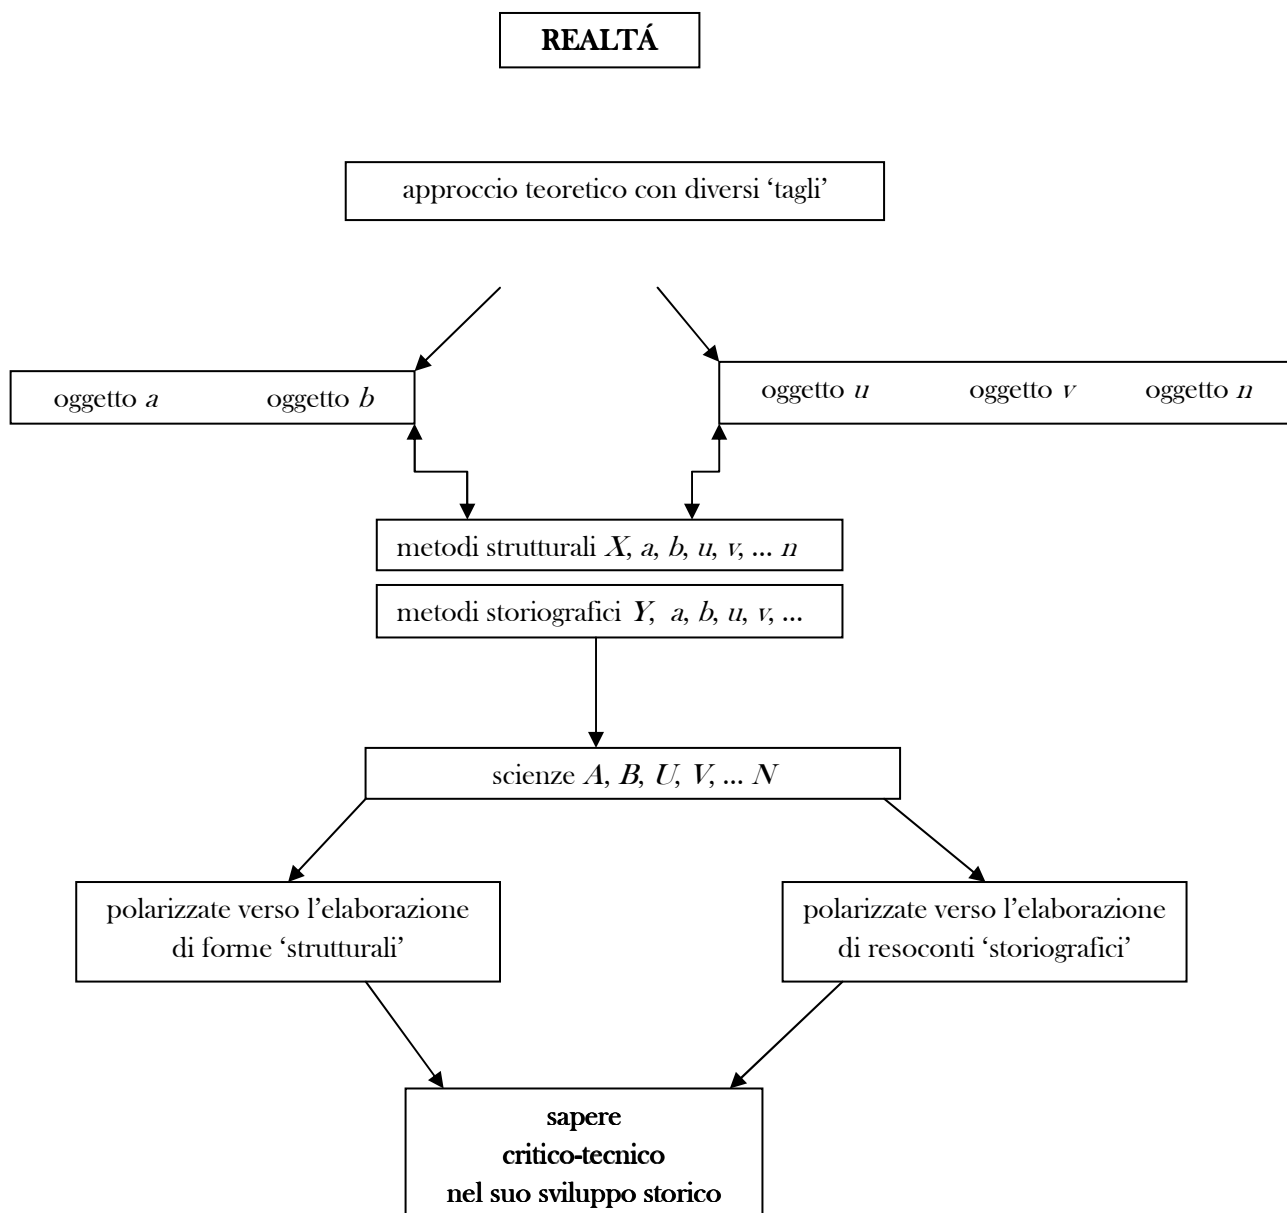 REALTÁ
approccio teoretico con diversi ‘tagli’
oggetto a oggetto b
oggetto u oggetto v oggetto n
metodi strutturali X, a, b, u, v, ... n
metodi storiografici Y, a, b, u, v, ...
scienze A, B, U, V, ... N
polarizzate verso l’elaborazione
di forme ‘strutturali’
polarizzate verso l’elaborazione
di resoconti ‘storiografici’
sapere
critico-tecnico
nel suo sviluppo storico